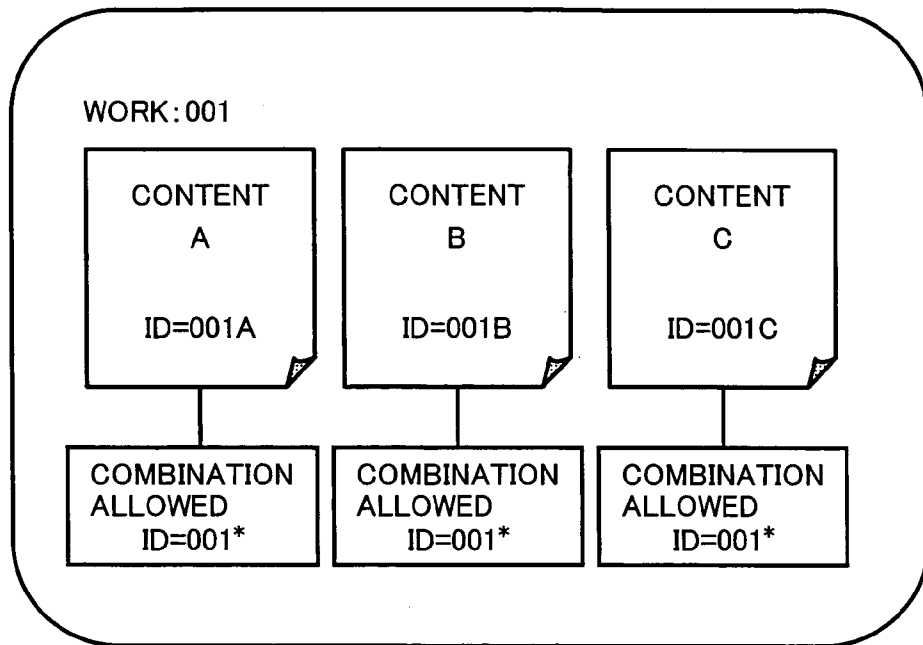 WORK:001
CONTENT
A
ID=001A
CONTENT
B
ID=001B
CONTENT
C
ID=001C
COMBINATION
ALLOWED
ID=001*
COMBINATION
ALLOWED
ID=001*
COMBINATION
ALLOWED
ID=001*